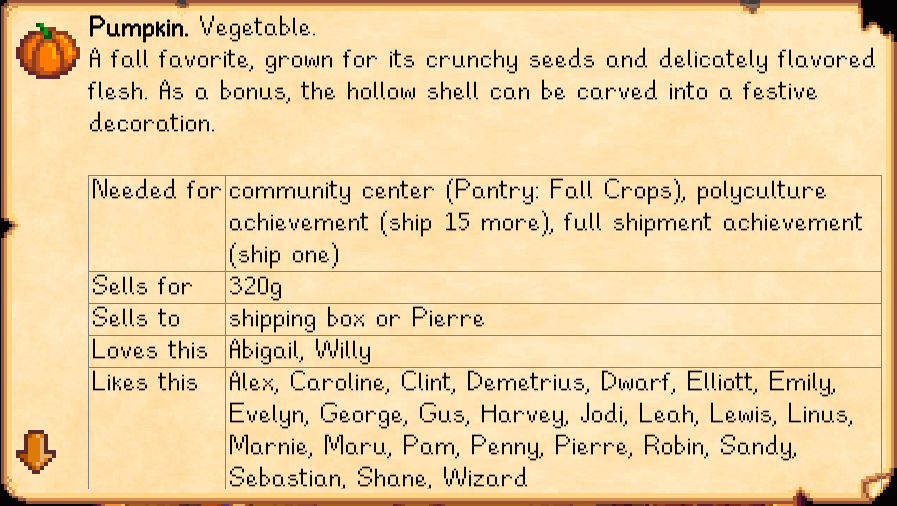 Pumpkin. Vegetable.
A fall favorite, grown for its crunchy seeds and delicately flavored
flesh. As a bonus, the hollow shell can be carved into a festive
decoration.
Needed for community center (Pantry: Fall Crops), polyculture
achievement (ship 15 more), full shipment achievement
(ship one)
Sells for 320g
Sells to shipping box or Pierre
Loves this Abigail, Willy
Likes this Alex, Caroline, Clint, Demetrius, Dwarf, Elliott, Emily,
Evelyn, George, Gus, Harvey, Jodi, Leah, Lewis, Linus,
Marnie, Maru, Pam, Penny, Pierre, Robin, Sandy,
Sebastian, Shane, Wizard